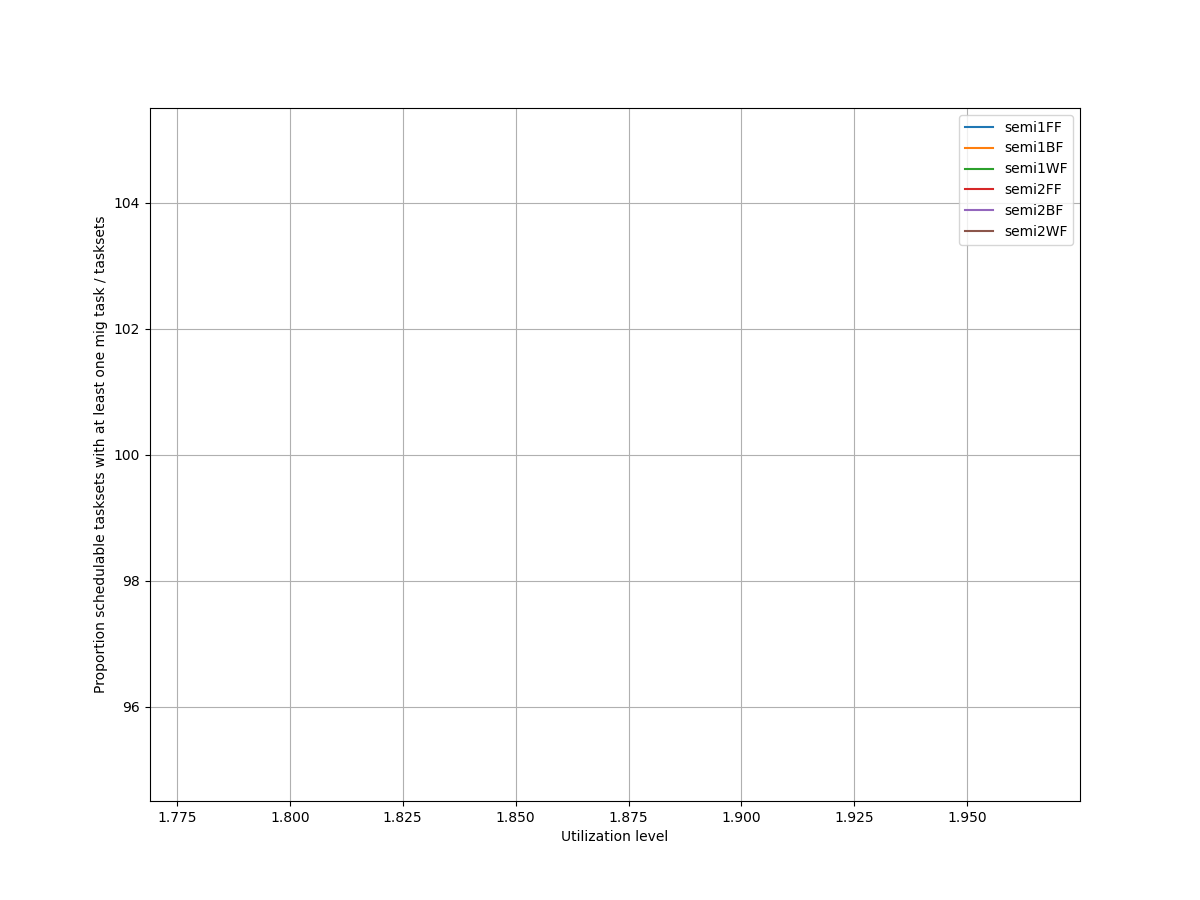 semi1FF
semi1BF
semi1WF
semi2FF
semi2BF
semi2WF
104
102
100
98
96
Proportion schedulable tasksets with at least one mig task / tasksets
1.775 1.800 1.825 1.850 1.875 1.900 1.925 1.950
Utilization level